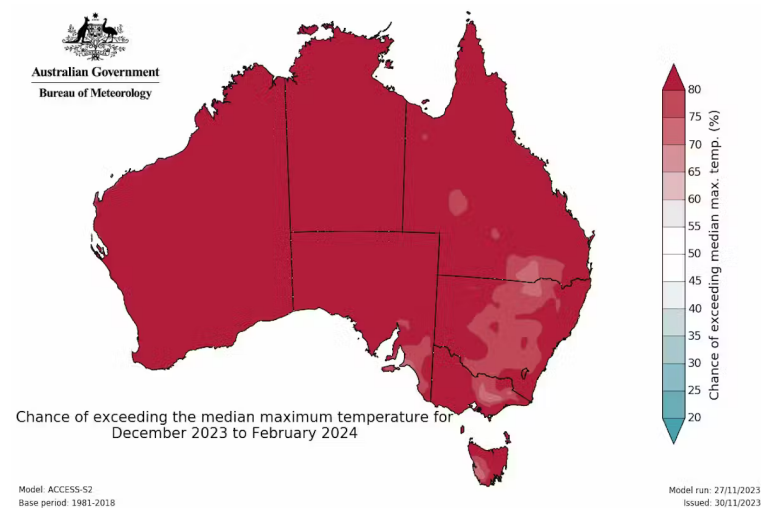 Australian Government
Bureau of Meteorology
80
75
70
65
60
55
50
45
40
35
30
25
20
Chance of exceeding median max. temp. (%)
Chance of exceeding the median maximum temperature for
December 2023 to February 2024
Model: ACCESS-S2
Base period: 1981-2018
Model run: 27/11/2023
Issued: 30/11/2023